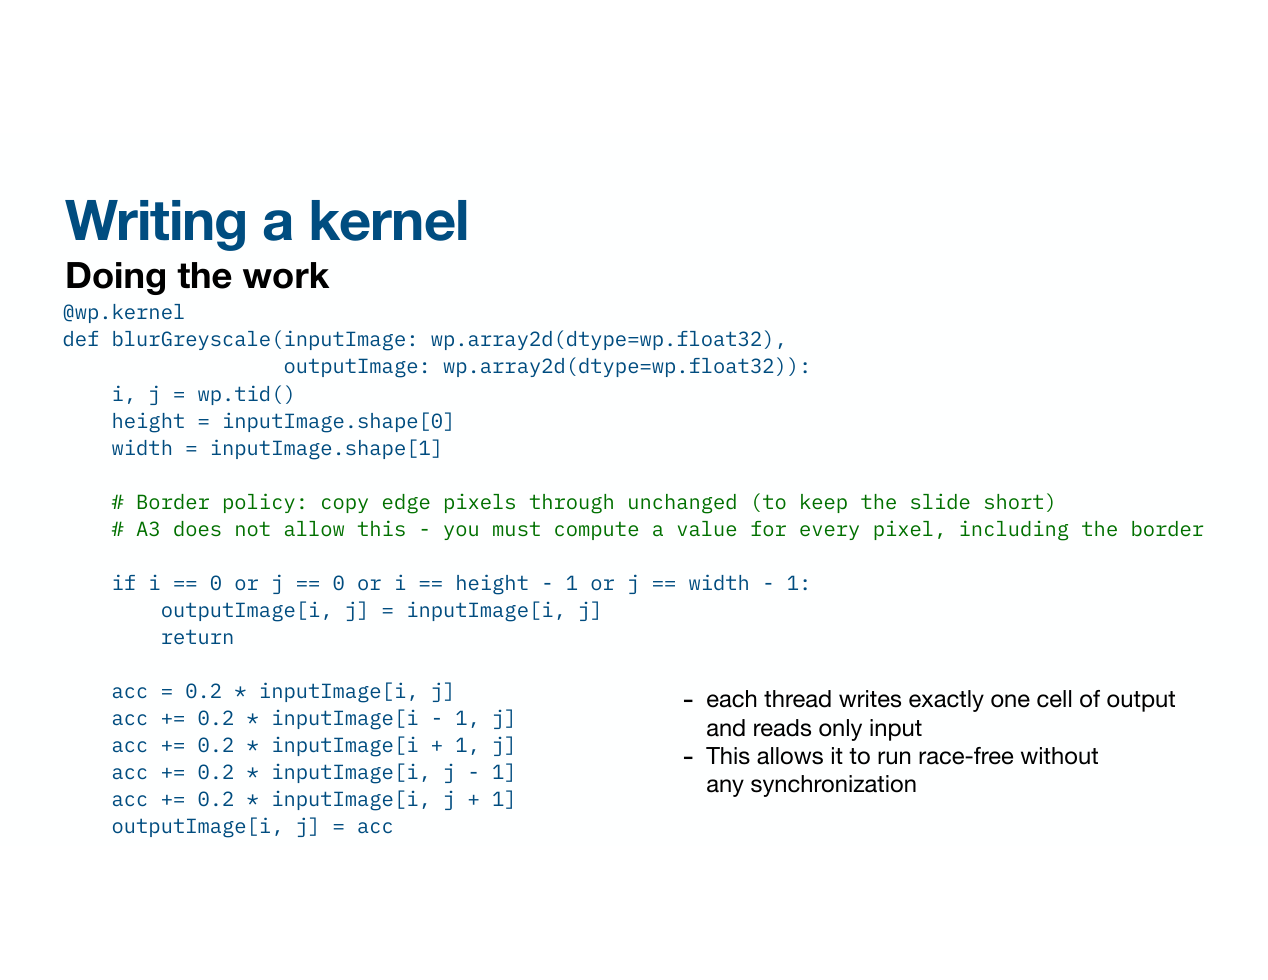 Writing a kernel
Doing the work
@wp.kernel
def blurGreyscale(inputImage: wp.array2d(dtype=wp.float32),
                  outputImage: wp.array2d(dtype=wp.float32)):
    i, j = wp.tid()
    height = inputImage.shape[0]
    width = inputImage.shape[1]

    # Border policy: copy edge pixels through unchanged (to keep the slide short)
    # A3 does not allow this - you must compute a value for every pixel, including the border

    if i == 0 or j == 0 or i == height - 1 or j == width - 1:
        outputImage[i, j] = inputImage[i, j]
        return

    acc = 0.2 * inputImage[i, j]
    acc += 0.2 * inputImage[i - 1, j]
    acc += 0.2 * inputImage[i + 1, j]
    acc += 0.2 * inputImage[i, j - 1]
    acc += 0.2 * inputImage[i, j + 1]
    outputImage[i, j] = acc
- each thread writes exactly one cell of output
and reads only input
- This allows it to run race-free without
any synchronization